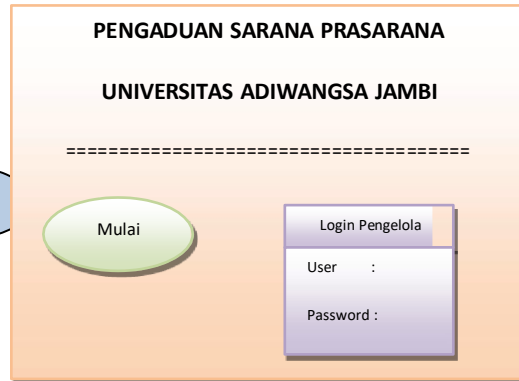 PENGADUAN SARANA PRASARANA
UNIVERSITAS ADIWANGSA JAMBI
======================================
Mulai
Login Pengelola
User :
Password :